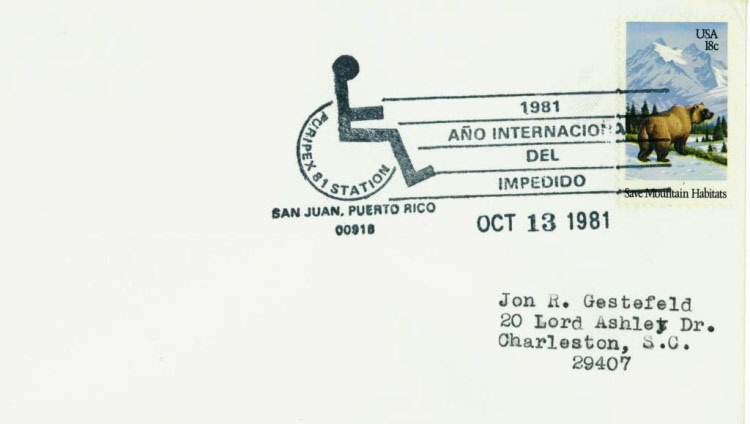 USA
18c
Save Mountain Habitats
PURIPEX 81 STATION
1981
AÑO INTERNACIONA
DEL
IMPEDIDO
SAN JUAN, PUERTO RICO
00918
OCT 13 1981
Jon R. Gestefeld
20 Lord Ashley Dr.
Charleston, S.C.
29407